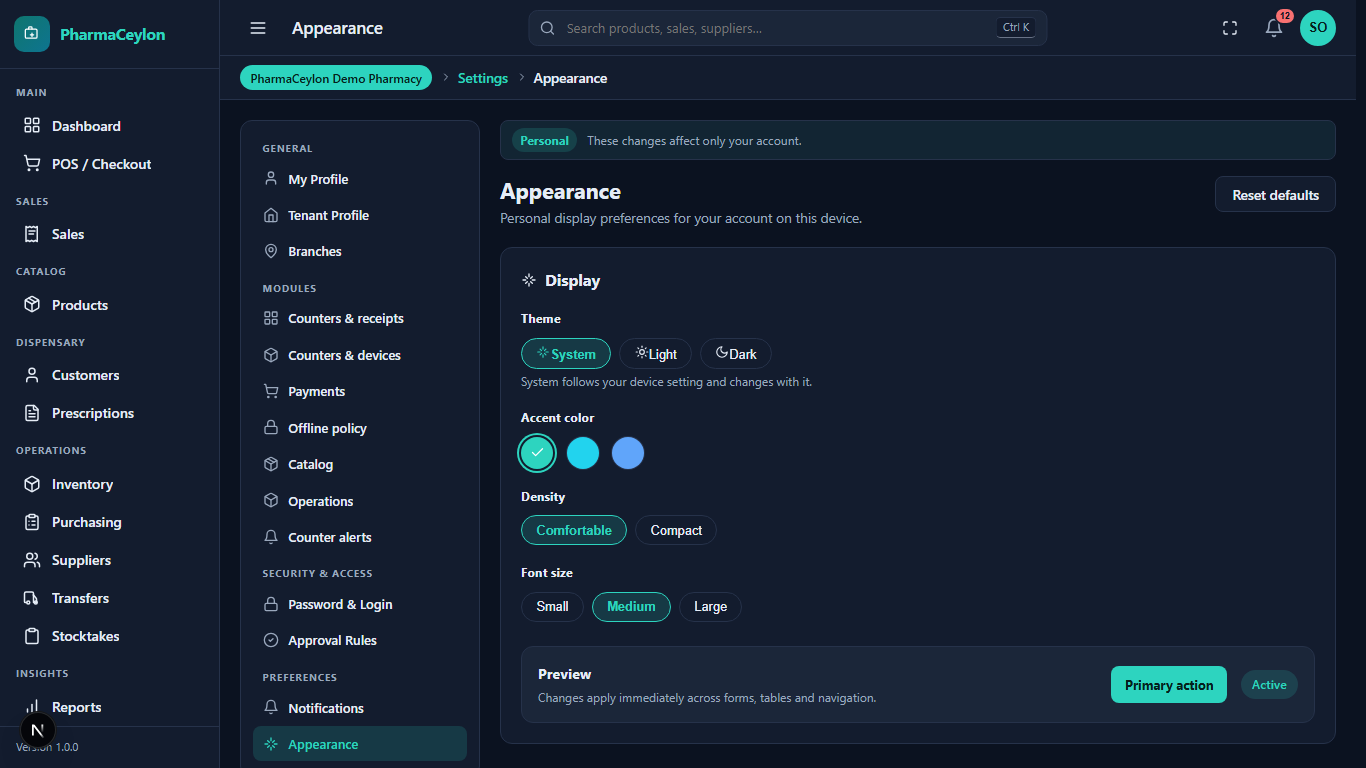 PharmaCeylon
Appearance
Search products, sales, suppliers...
Ctrl K
12
SO
PharmaCeylon Demo Pharmacy
Settings
Appearance
MAIN
Dashboard
POS / Checkout
SALES
Sales
CATALOG
Products
DISPENSARY
Customers
Prescriptions
OPERATIONS
Inventory
Purchasing
Suppliers
Transfers
Stocktakes
INSIGHTS
Reports
N
Version 1.0.0
GENERAL
My Profile
Tenant Profile
Branches
MODULES
Counters & receipts
Counters & devices
Payments
Offline policy
Catalog
Operations
Counter alerts
SECURITY & ACCESS
Password & Login
Approval Rules
PREFERENCES
Notifications
Appearance
Personal These changes affect only your account.
Appearance
Reset defaults
Personal display preferences for your account on this device.
Display
Theme
System Light Dark
System follows your device setting and changes with it.
Accent color
Density
Comfortable Compact
Font size
Small Medium Large
Preview
Changes apply immediately across forms, tables and navigation.
Primary action
Active